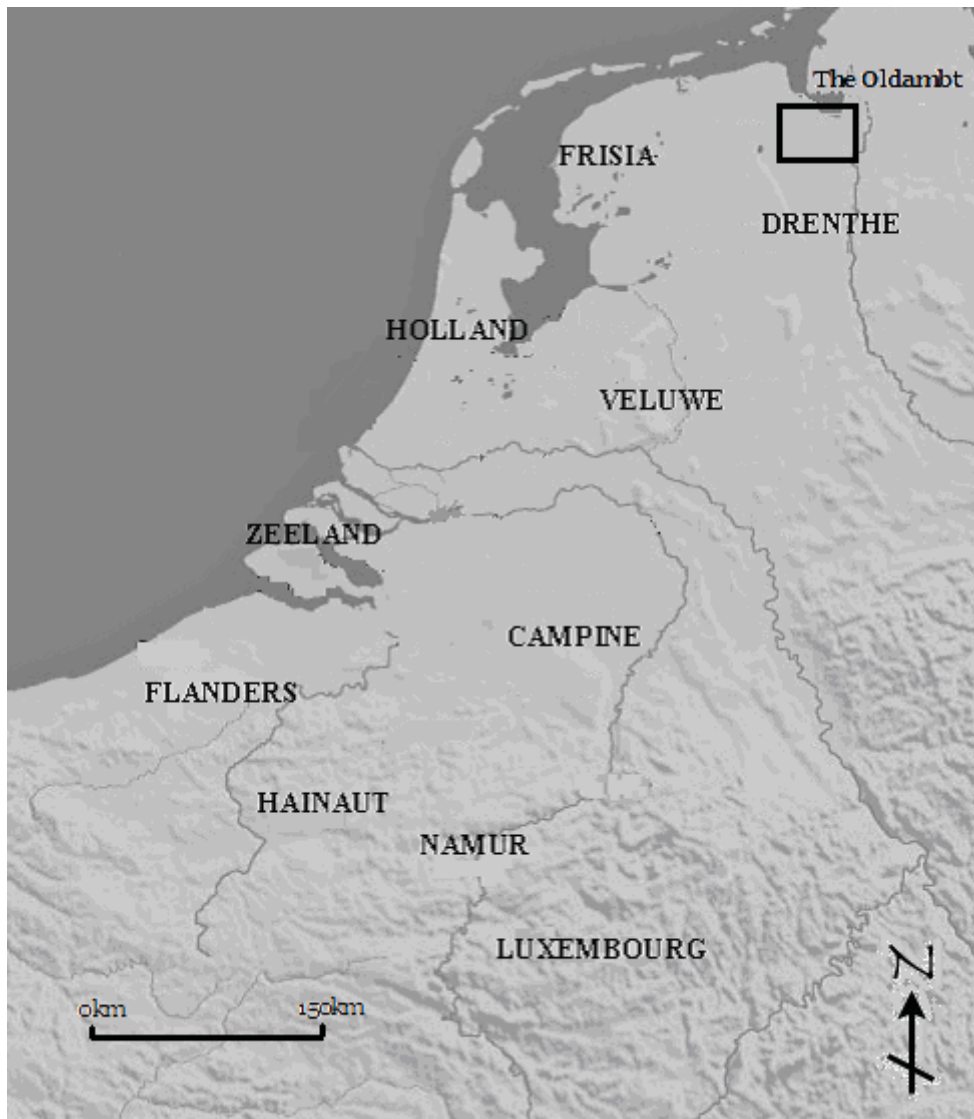 The Oldambt
FRISIA
DRENTHE
HOLLAND
VELUWE
ZEELAND
CAMPINE
FLANDERS
HAINAUT
NAMUR
LUXEMBOURG
N
0km 150km